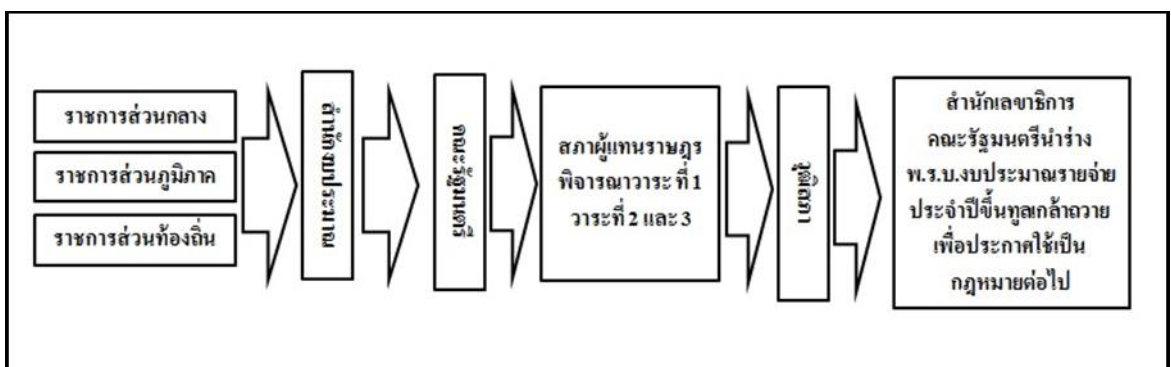 ราชการส่วนกลาง
ราชการส่วนภูมิภาค
ราชการส่วนท้องถิ่น
สำนักงบประมาณ
คณะรัฐมนตรี
สภาผู้แทนราษฎร
พิจารณาวาระ ที่ 1
วาระที่ 2 และ 3
วุฒิสภา
สำนักเลขาธิการ
คณะรัฐมนตรีนำร่าง
พ.ร.บ.งบประมาณรายจ่าย
ประจำปีขึ้นทูลเกล้าถวาย
เพื่อประกาศใช้เป็น
กฎหมายต่อไป